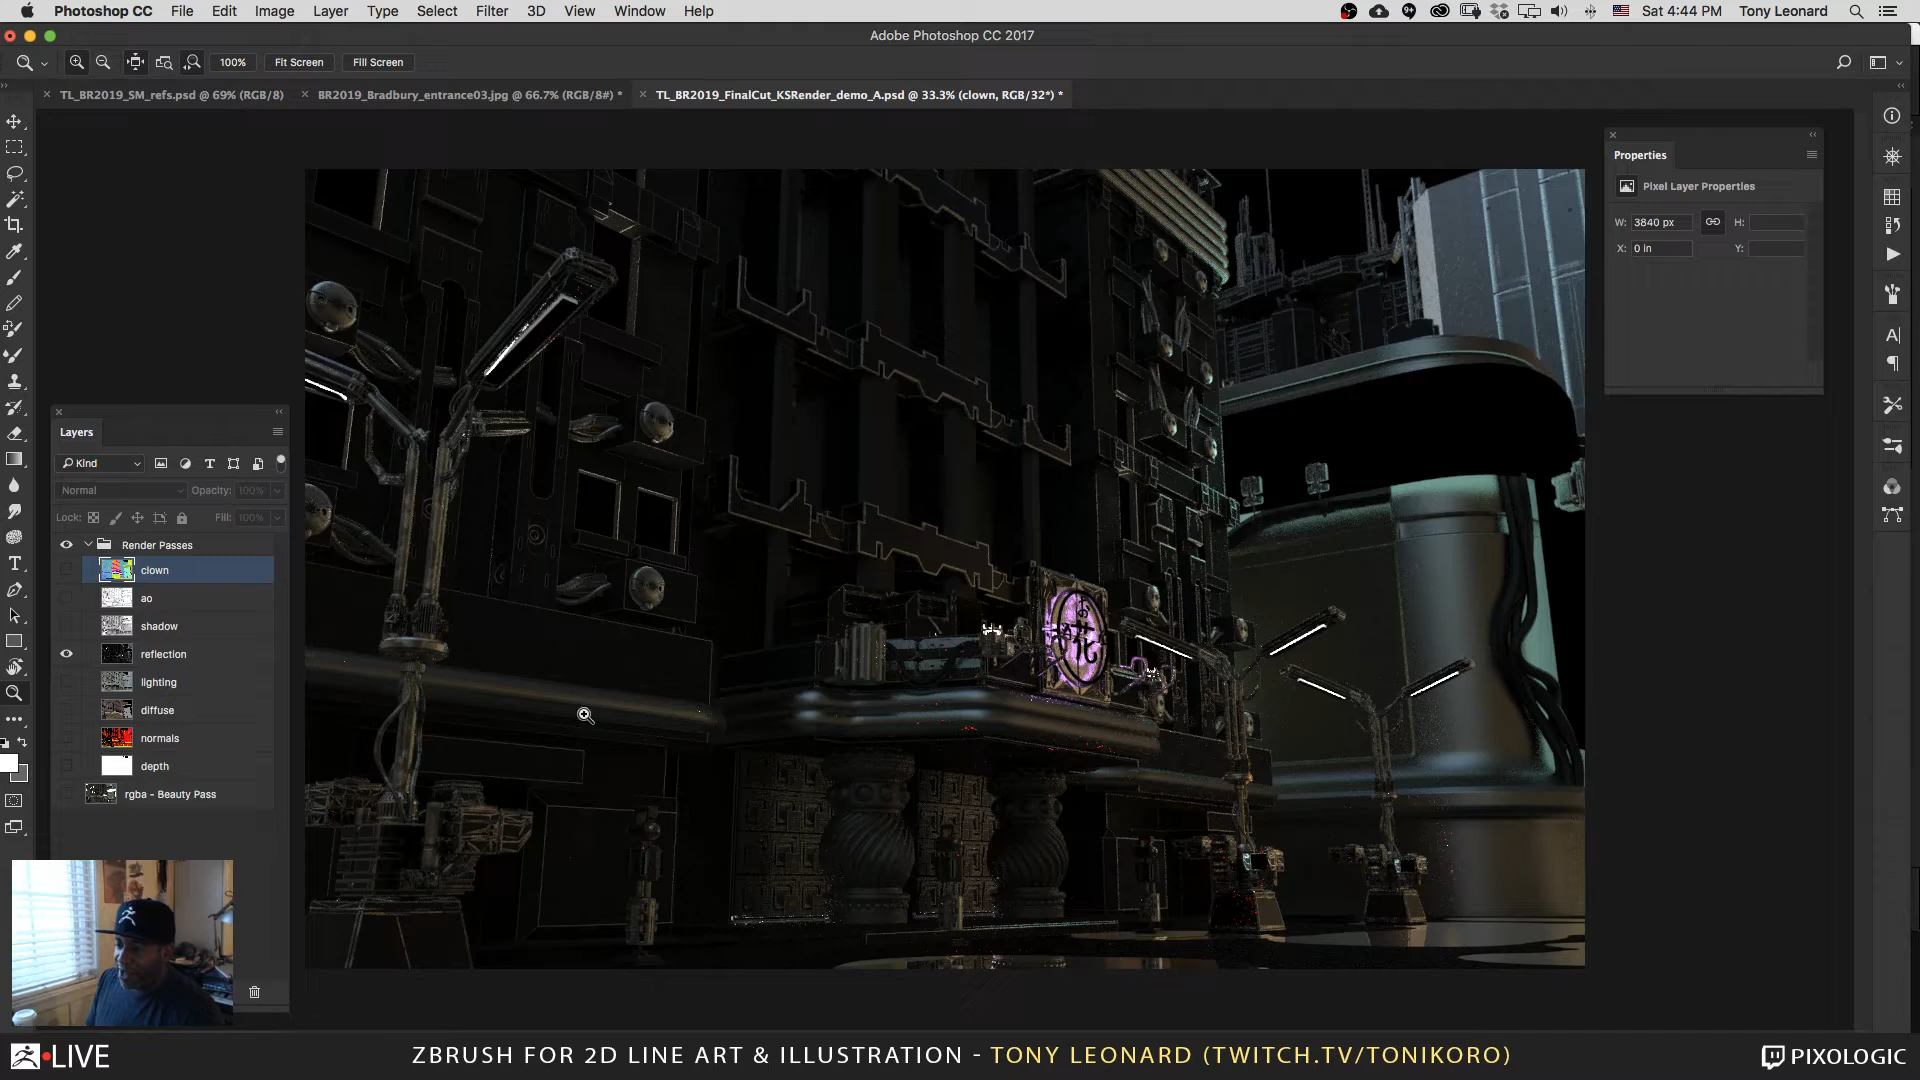 Photoshop CC File Edit Image Layer Type Select Filter 3D View Window Help Sat 4:44 PM Tony Leonard
Adobe Photoshop CC 2017
100% Fit Screen Fill Screen
TL_BR2019_SM_refs.psd @ 69% (RGB/8) BR2019_Bradbury_entrance03.jpg @ 66.7% (RGB/8#) * TL_BR2019_FinalCut_KSRender_demo_A.psd @ 33.3% (clown, RGB/32*) *
Properties
Pixel Layer Properties
W: 3840 px H:
X: 0 in Y:
Layers
Kind
Normal Opacity: 100%
Lock: Fill: 100%
Render Passes
clown
ao
shadow
reflection
lighting
diffuse
normals
depth
rgba - Beauty Pass
LIVE ZBRUSH FOR 2D LINE ART & ILLUSTRATION - TONY LEONARD (TWITCH.TV/TONIKORO) PIXOLOGIC